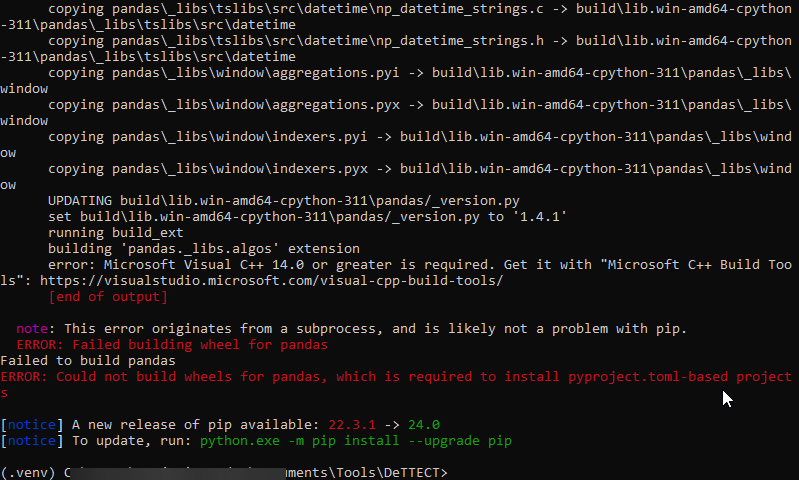 copying pandas\_libs\tslibs\src\datetime\np_datetime_strings.c -> build\lib.win-amd64-cpython
-311\pandas\_libs\tslibs\src\datetime
copying pandas\_libs\tslibs\src\datetime\np_datetime_strings.h -> build\lib.win-amd64-cpython
-311\pandas\_libs\tslibs\src\datetime
copying pandas\_libs\window\aggregations.pyi -> build\lib.win-amd64-cpython-311\pandas\_libs\
window
copying pandas\_libs\window\aggregations.pyx -> build\lib.win-amd64-cpython-311\pandas\_libs\
window
copying pandas\_libs\window\indexers.pyi -> build\lib.win-amd64-cpython-311\pandas\_libs\wind
ow
copying pandas\_libs\window\indexers.pyx -> build\lib.win-amd64-cpython-311\pandas\_libs\wind
ow
UPDATING build\lib.win-amd64-cpython-311\pandas/_version.py
set build\lib.win-amd64-cpython-311\pandas/_version.py to '1.4.1'
running build_ext
building 'pandas._libs.algos' extension
error: Microsoft Visual C++ 14.0 or greater is required. Get it with "Microsoft C++ Build Too
ls": https://visualstudio.microsoft.com/visual-cpp-build-tools/
[end of output]
note: This error originates from a subprocess, and is likely not a problem with pip.
ERROR: Failed building wheel for pandas
Failed to build pandas
ERROR: Could not build wheels for pandas, which is required to install pyproject.toml-based project
s
[notice] A new release of pip available: 22.3.1 -> 24.0
[notice] To update, run: python.exe -m pip install --upgrade pip
(.venv) C uments\Tools\DeTTECT>